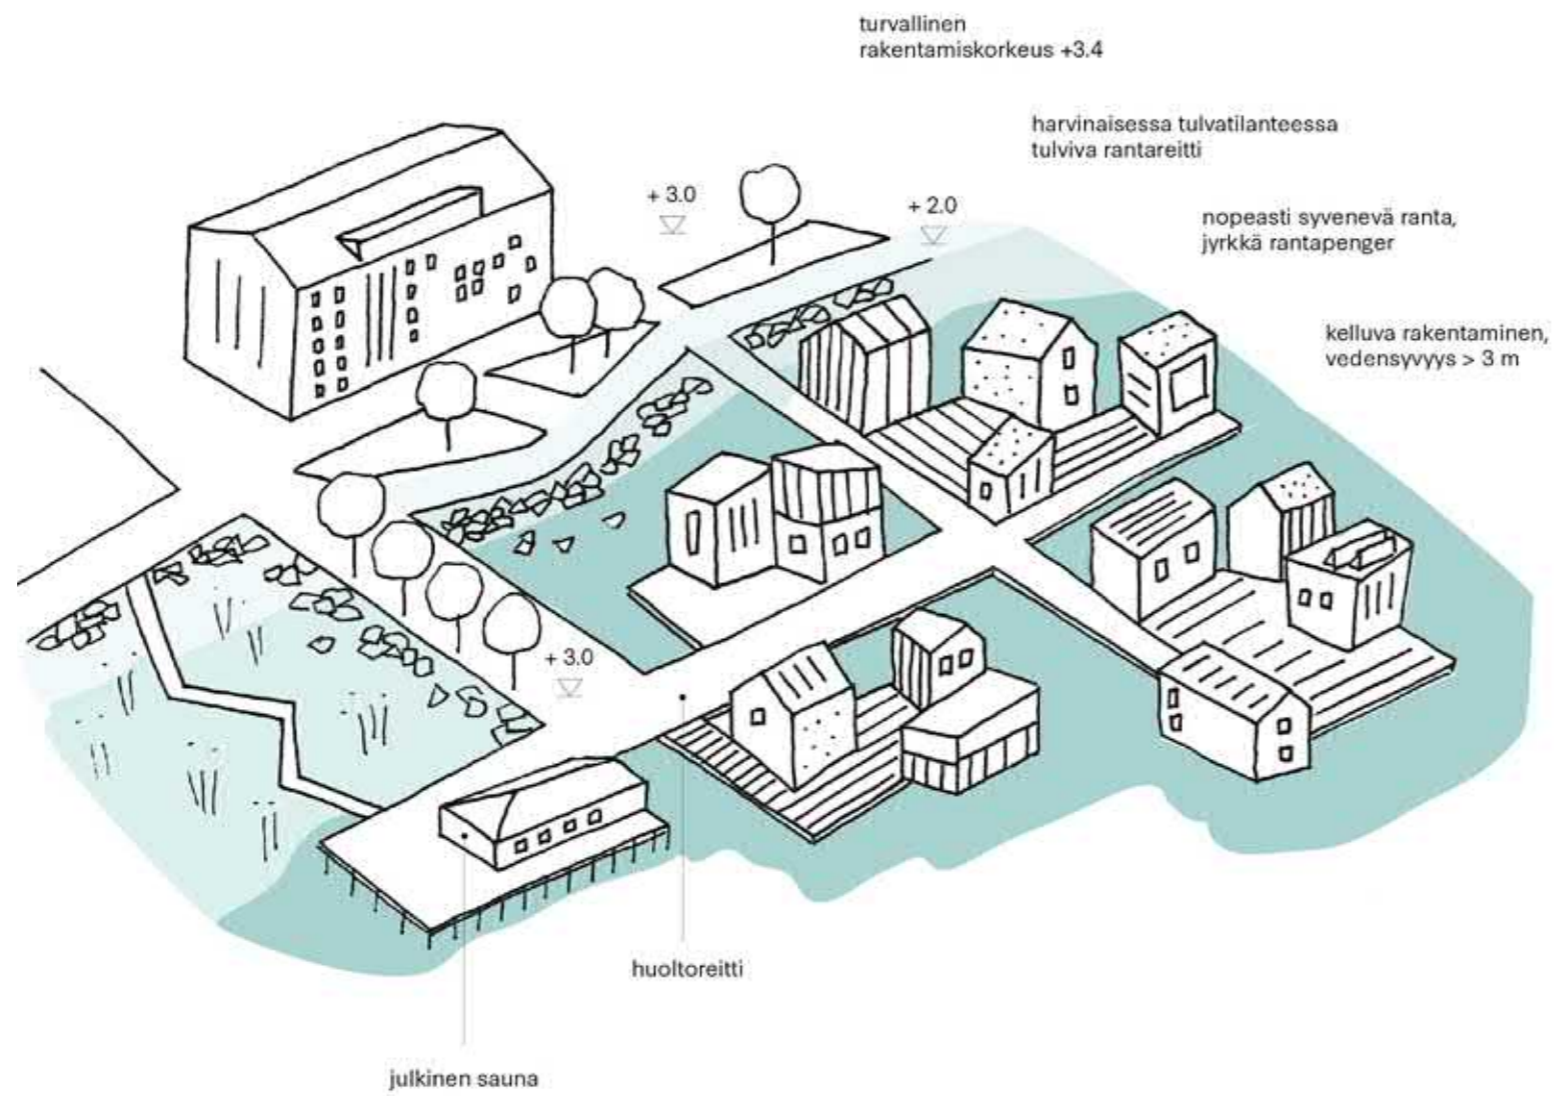 turvallinen
rakentamiskorkeus +3.4
harvinaisessa tulvatilanteessa
tulviva rantareitti
+ 3.0
+ 2.0
nopeasti syvenevä ranta,
jyrkkä rantapenger
kelluva rakentaminen,
vedensyvyys > 3 m
+ 3.0
huoltoreitti
julkinen sauna